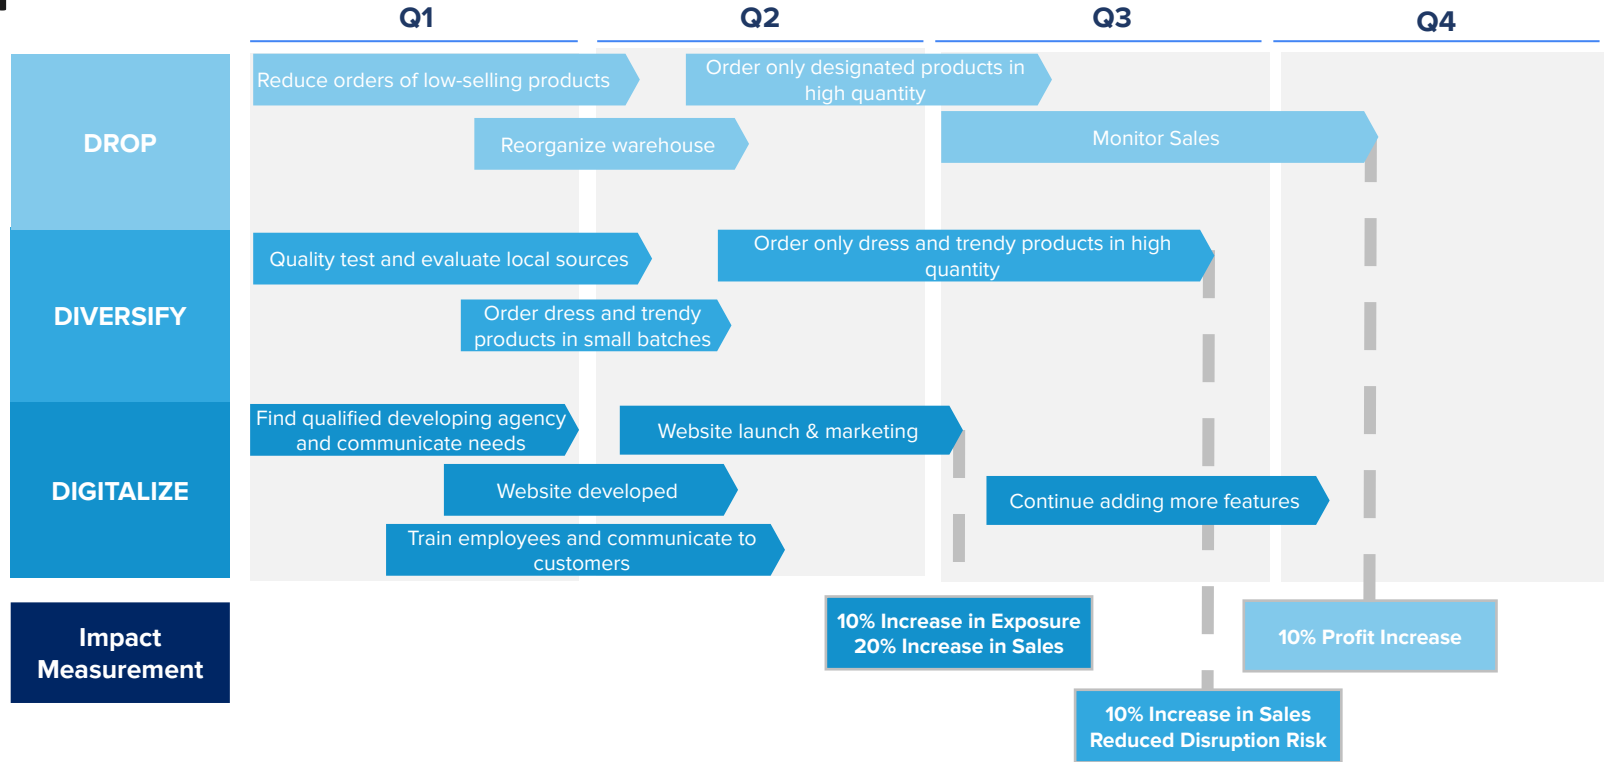 Q1
Q2
Q3
Q4
DROP
Reduce orders of low-selling products
Order only designated products in
high quantity
Reorganize warehouse
Monitor Sales
DIVERSIFY
Quality test and evaluate local sources
Order only dress and trendy products in high
quantity
Order dress and trendy
products in small batches
DIGITALIZE
Find qualified developing agency
and communicate needs
Website launch & marketing
Website developed
Continue adding more features
Train employees and communicate to
customers
Impact
Measurement
10% Increase in Exposure
20% Increase in Sales
10% Profit Increase
10% Increase in Sales
Reduced Disruption Risk